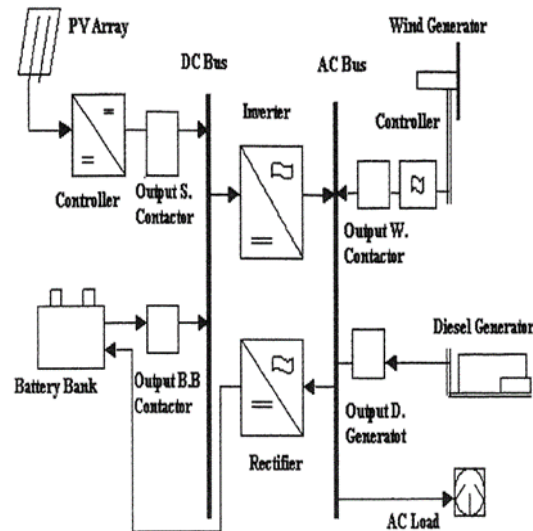 PV Array
Wind Generator
DC Bus
AC Bus
Inverter
Controller
Controller
Output S.
Contactor
Output W.
Contactor
Battery Bank
Output B.B
Contactor
Diesel Generator
Output D.
Generatot
Rectifier
AC Load